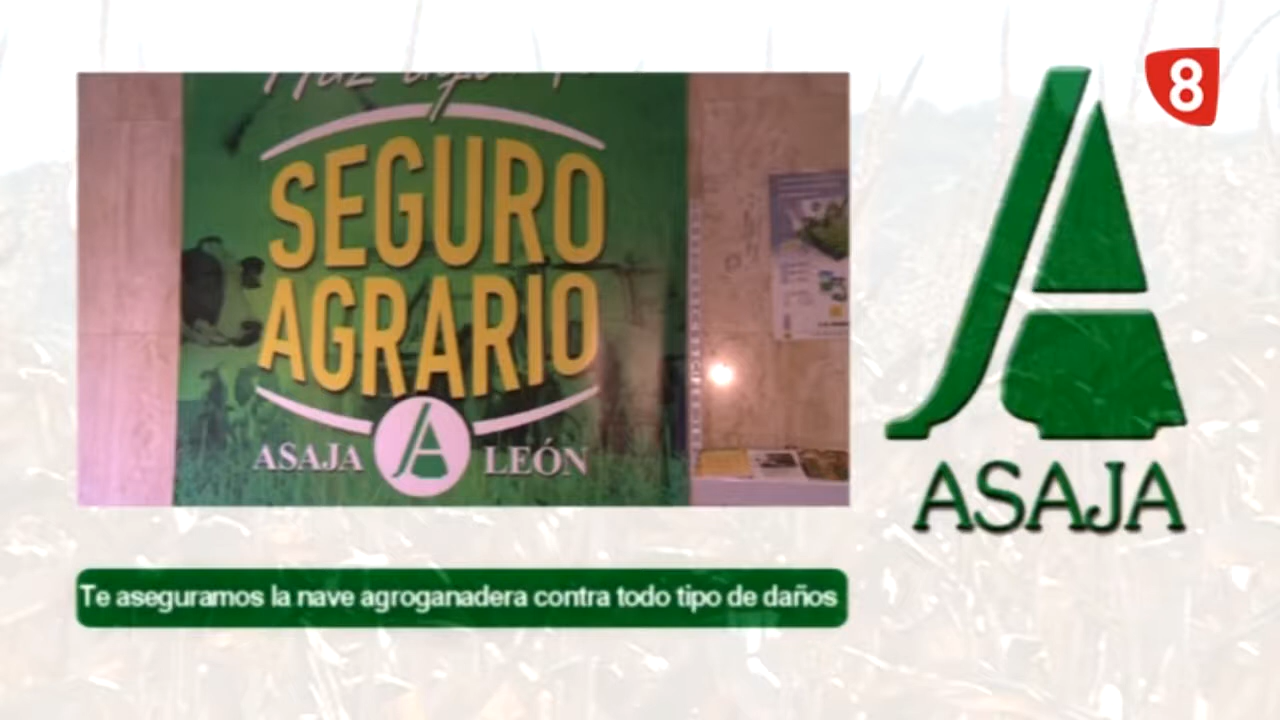 8
SEGURO
AGRARIO
ASAJA LEÓN
ASAJA
Te aseguramos la nave agroganadera contra todo tipo de daños